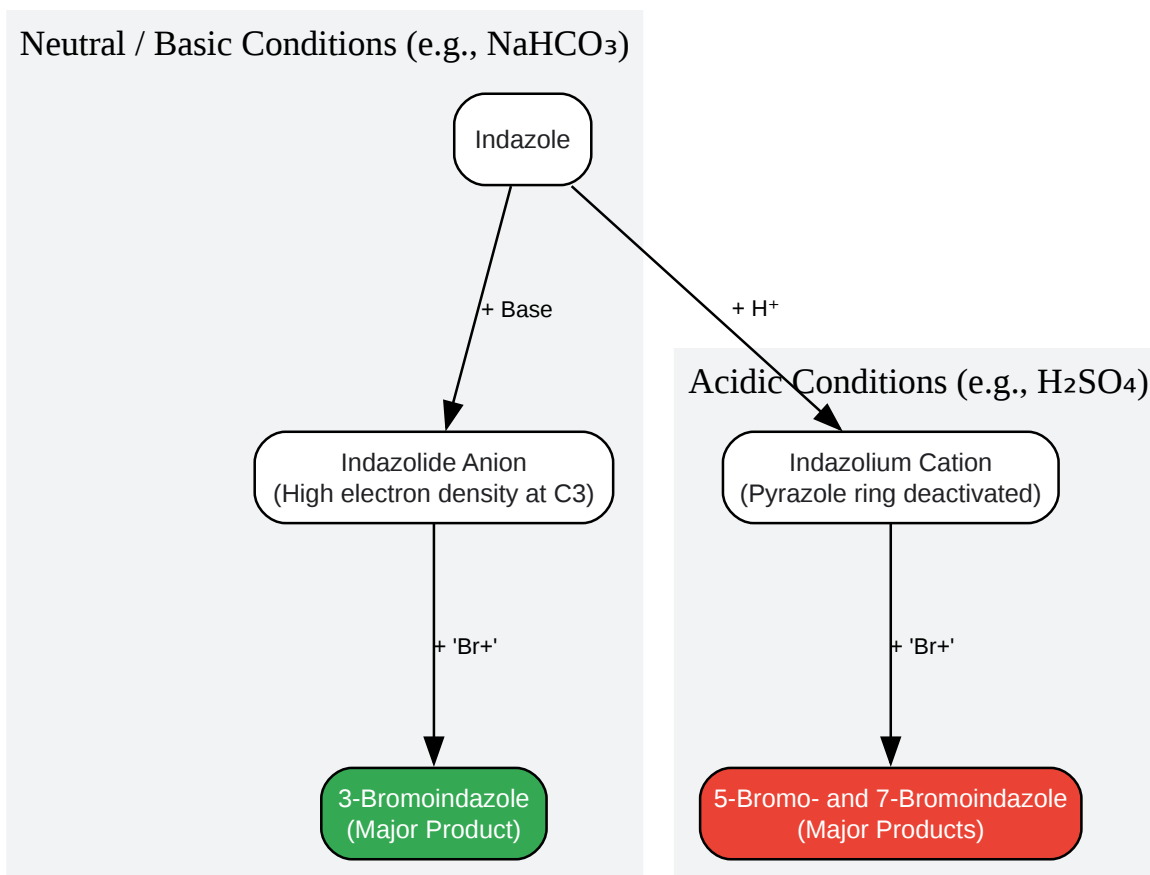 Neutral / Basic Conditions (e.g., NaHCO₃)
Indazole
+ Base
+ H⁺
Acidic Conditions (e.g., H₂SO₄)
Indazolide Anion
(High electron density at C3)
Indazolium Cation
(Pyrazole ring deactivated)
+ 'Br+'
+ 'Br+'
3-Bromoindazole
(Major Product)
5-Bromo- and 7-Bromoindazole
(Major Products)